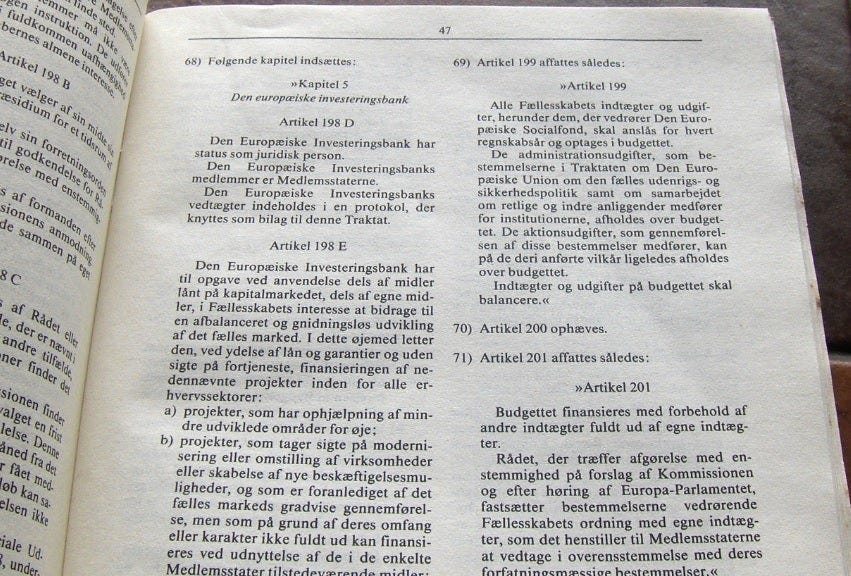 bernes almene interesse.
Artikel 198 B
8 C
47
68) Følgende kapitel indsættes:
»Kapitel 5
Den europæiske investeringsbank
Artikel 198 D
Den Europæiske Investeringsbank har
status som juridisk person.
Den Europæiske Investeringsbanks
medlemmer er Medlemsstaterne.
Den Europæiske Investeringsbanks
vedtægter indeholdes i en protokol, der
knyttes som bilag til denne Traktat.
Artikel 198 E
Den Europæiske Investeringsbank har
til opgave ved anvendelse dels af midler
lånt på kapitalmarkedet, dels af egne mid-
ler, i Fællesskabets interesse at bidrage til
en afbalanceret og gnidningsløs udvikling
af det fælles marked. I dette øjemed letter
den, ved ydelse af lån og garantier og uden
sigte på fortjeneste, finansieringen af ne-
dennævnte projekter inden for alle er-
hvervssektorer:
a) projekter, som har ophjælpning af min-
dre udviklede områder for øje;
b) projekter, som tager sigte på moderni-
sering eller omstilling af virksomheder
eller skabelse af nye beskæftigelsesmu-
ligheder, og som er foranlediget af det
fælles markeds gradvise gennemførel-
se, men som på grund af deres omfang
eller karakter ikke fuldt ud kan finansi-
eres ved udnyttelse af de i de enkelte
Medlemsstater tilstedeværende midler;
69) Artikel 199 affattes således:
»Artikel 199
Alle Fællesskabets indtægter og udgif-
ter, herunder dem, der vedrører Den Euro-
pæiske Socialfond, skal anslås for hvert
regnskabsår og optages i budgettet.
De administrationsudgifter, som be-
stemmelserne i Traktaten om Den Euro-
pæiske Union om den fælles udenrigs- og
sikkerhedspolitik samt om samarbejdet
om retlige og indre anliggender medfører
for institutionerne, afholdes over budget-
tet. De aktionsudgifter, som gennemførel-
sen af disse bestemmelser medfører, kan
på de deri anførte vilkår ligeledes afholdes
over budgettet.
Indtægter og udgifter på budgettet skal
balancere.«
70) Artikel 200 ophæves.
71) Artikel 201 affattes således:
»Artikel 201
Budgettet finansieres med forbehold af
andre indtægter fuldt ud af egne indtæg-
ter.
Rådet, der træffer afgørelse med en-
stemmighed på forslag af Kommissionen
og efter høring af Europa-Parlamentet,
fastsætter bestemmelserne vedrørende
Fællesskabets ordning med egne indtæg-
ter, som det henstiller til Medlemsstaterne
at vedtage i overensstemmelse med deres
forfatningsmæssige bestemmelser.«